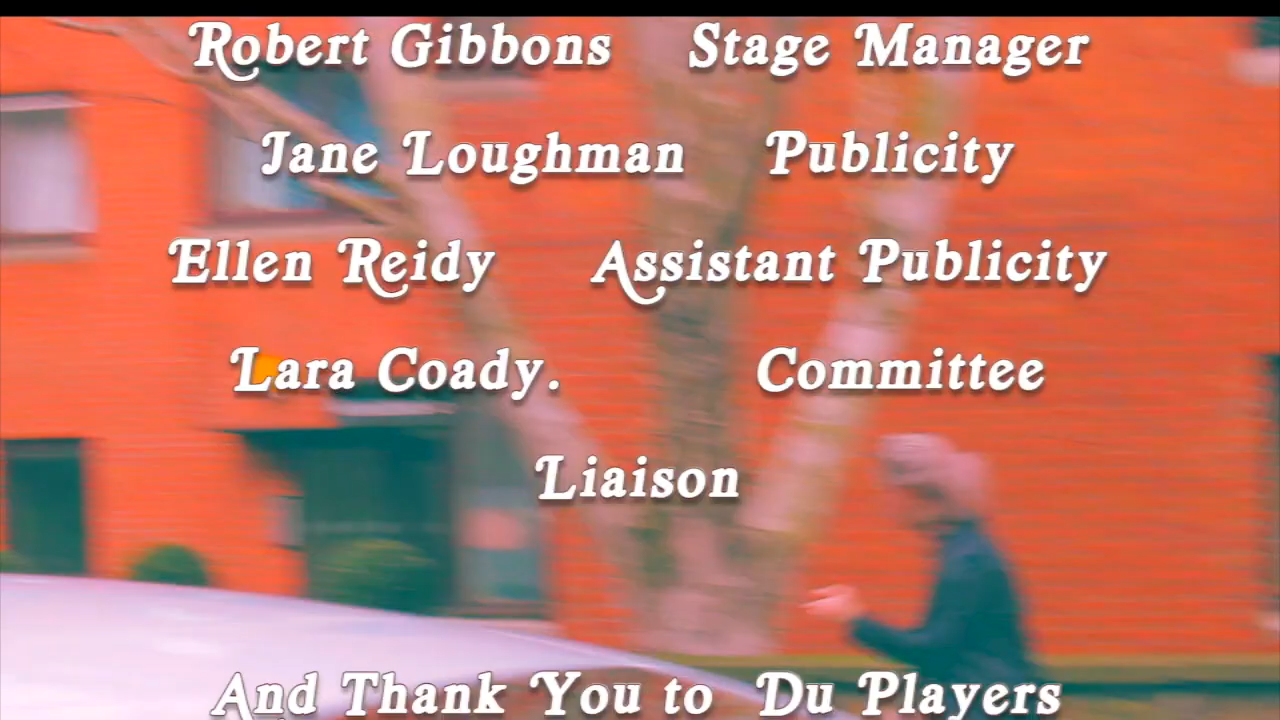 Robert Gibbons Stage Manager
Jane Loughman Publicity
Ellen Reidy Assistant Publicity
Lara Coady. Committee
Liaison
And Thank You to Du Players